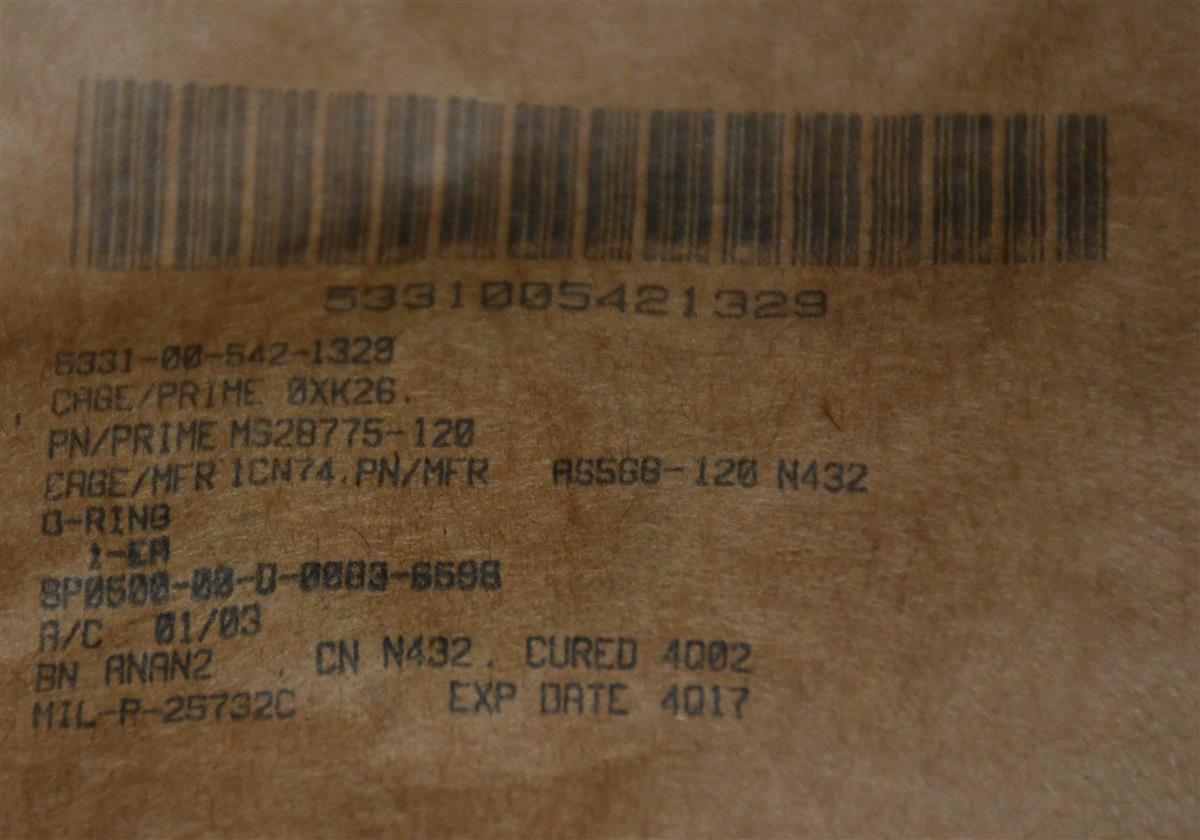 5331005421329
5331-00-542-1329
CAGE/PRIME 0XK26.
PN/PRIME MS28775-120
CAGE/MFR 1CN74.PN/MFR AS568-120 N432
O-RING
1-EA
SP0500-00-D-0083-6598
A/C 01/03
BN ANAN2 . CN N432. CURED 4Q02
MIL-P-25732C EXP DATE 4Q17